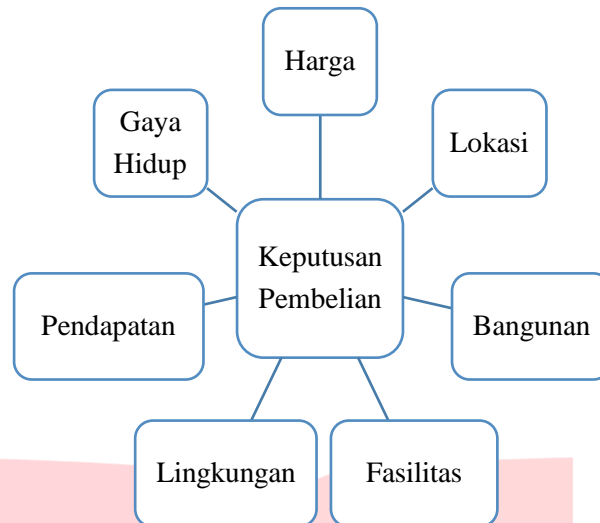 Harga
Gaya
Hidup
Lokasi
Keputusan
Pembelian
Pendapatan
Bangunan
Lingkungan
Fasilitas